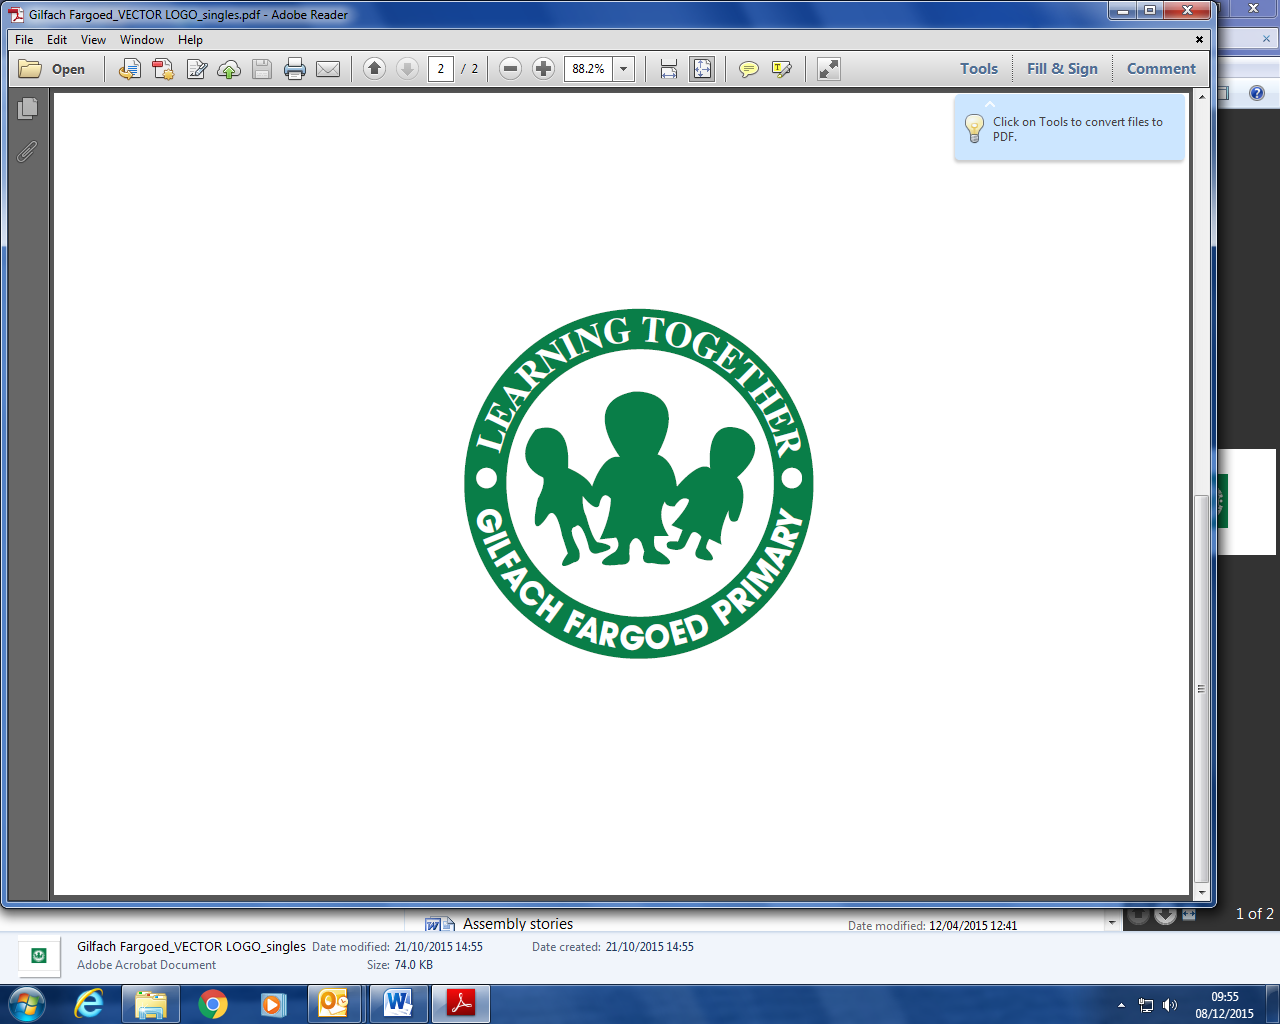 Gilfach Fargoed_VECTOR LOGO_singles.pdf - Adobe Reader
File Edit View Window Help
Open 2 / 2 88.2% Tools Fill & Sign Comment
Click on Tools to convert files to
PDF.
LEARNING TOGETHER
GILFACH FARGOED PRIMARY
1 of 2
Assembly stories Date modified: 12/04/2015 12:41
Gilfach Fargoed_VECTOR LOGO_singles Date modified: 21/10/2015 14:55 Date created: 21/10/2015 14:55
Adobe Acrobat Document Size: 74.0 KB
09:55
08/12/2015